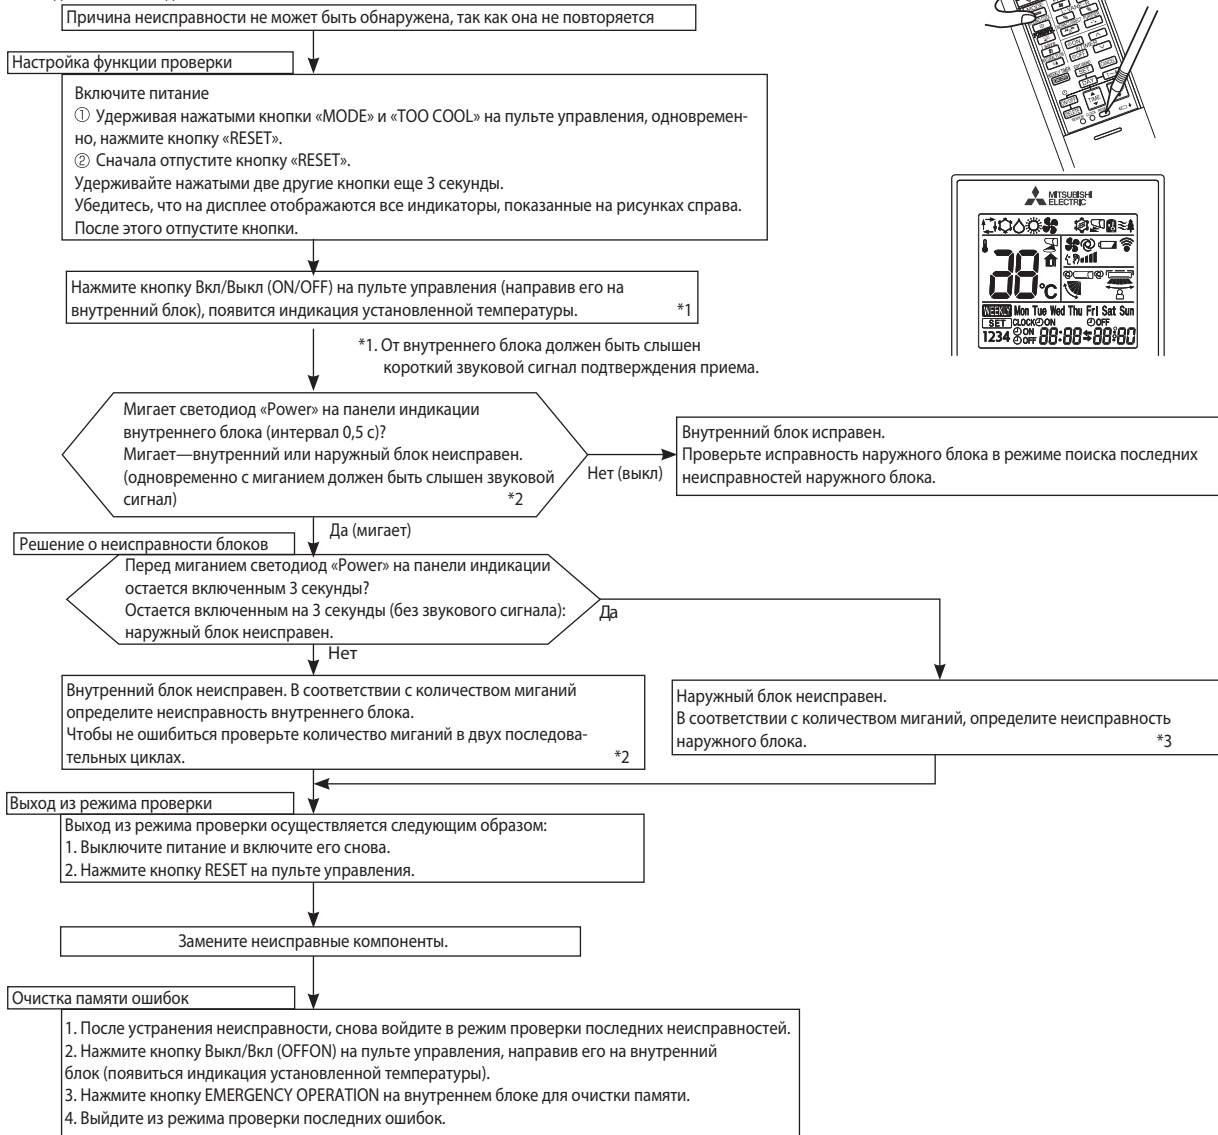 Причина неисправности не может быть обнаружена, так как она не повторяется
Настройка функции проверки
Включите питание
① Удерживая нажатыми кнопки «MODE» и «TOO COOL» на пульте управления, одновремен-
но, нажмите кнопку «RESET».
② Сначала отпустите кнопку «RESET».
Удерживайте нажатыми две другие кнопки еще 3 секунды.
Убедитесь, что на дисплее отображаются все индикаторы, показанные на рисунках справа.
После этого отпустите кнопки.
MITSUBISHI
ELECTRIC
88°C
WEEKLY Mon Tue Wed Thu Fri Sat Sun
SET CLOCK ON OFF
1234 ON OFF 88:88 88:80
Нажмите кнопку Вкл/Выкл (ON/OFF) на пульте управления (направив его на
внутренний блок), появится индикация установленной температуры. *1
*1. От внутреннего блока должен быть слышен
короткий звуковой сигнал подтверждения приема.
Мигает светодиод «Power» на панели индикации
внутреннего блока (интервал 0,5 с)?
Мигает—внутренний или наружный блок неисправен.
(одновременно с миганием должен быть слышен звуковой
сигнал) *2
Нет (выкл)
Внутренний блок исправен.
Проверьте исправность наружного блока в режиме поиска последних
неисправностей наружного блока.
Да (мигает)
Решение о неисправности блоков
Перед миганием светодиод «Power» на панели индикации
остается включенным 3 секунды?
Остается включенным на 3 секунды (без звукового сигнала):
наружный блок неисправен.
Да
Нет
Внутренний блок неисправен. В соответствии с количеством миганий
определите неисправность внутреннего блока.
Чтобы не ошибиться проверьте количество миганий в двух последова-
тельных циклах. *2
Наружный блок неисправен.
В соответствии с количеством миганий, определите неисправность
наружного блока. *3
Выход из режима проверки
Выход из режима проверки осуществляется следующим образом:
1. Выключите питание и включите его снова.
2. Нажмите кнопку RESET на пульте управления.
Замените неисправные компоненты.
Очистка памяти ошибок
1. После устранения неисправности, снова войдите в режим проверки последних неисправностей.
2. Нажмите кнопку Выкл/Вкл (OFFON) на пульте управления, направив его на внутренний
блок (появиться индикация установленной температуры).
3. Нажмите кнопку EMERGENCY OPERATION на внутреннем блоке для очистки памяти.
4. Выйдите из режима проверки последних ошибок.